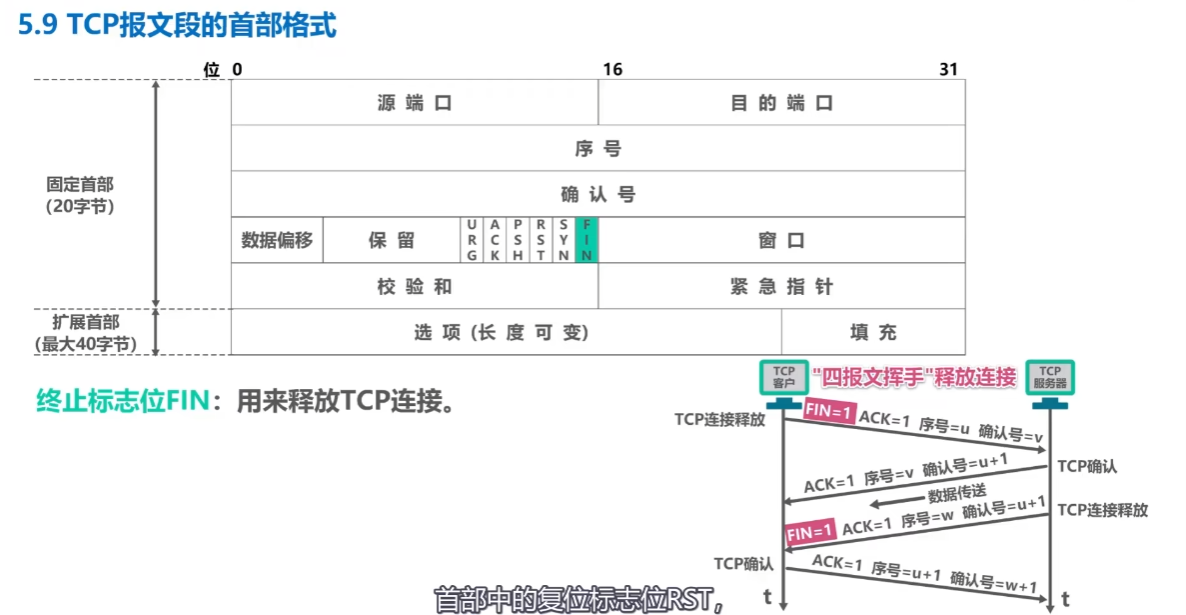 5.9 TCP报文段的首部格式
位 0 16 31
源端口 目的端口
序号
确认号
固定首部
(20字节)
数据偏移 保留 URG ACK PSH RST SYN FIN 窗口
校验和 紧急指针
扩展首部
(最大40字节)
选项(长度可变) 填充
终止标志位FIN：用来释放TCP连接。
TCP
客户
"四报文挥手"释放连接
TCP
服务器
TCP连接释放
FIN=1 ACK=1 序号=u 确认号=v
ACK=1 序号=v 确认号=u+1
TCP确认
数据传送
FIN=1 ACK=1 序号=w 确认号=u+1
TCP连接释放
TCP确认
ACK=1 序号=u+1 确认号=w+1
t t
首部中的复位标志位RST。